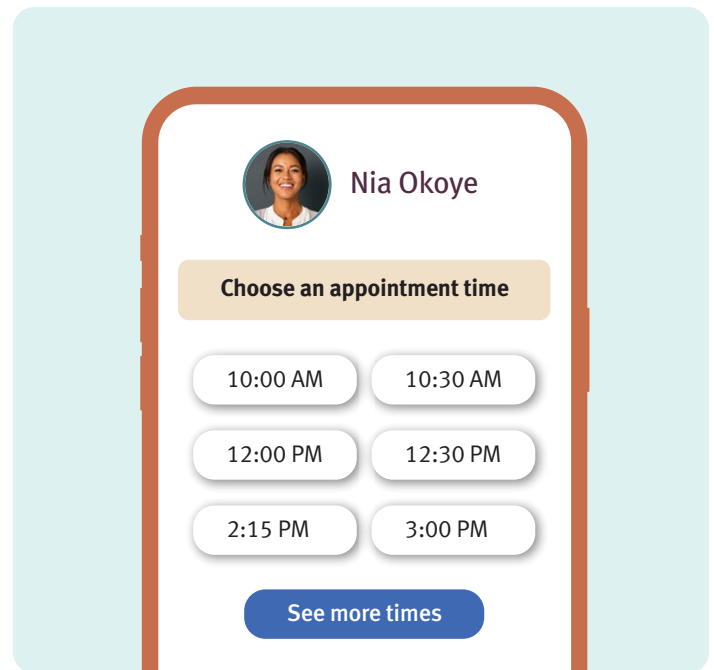 Nia Okoye
Choose an appointment time
10:00 AM 10:30 AM
12:00 PM 12:30 PM
2:15 PM 3:00 PM
See more times